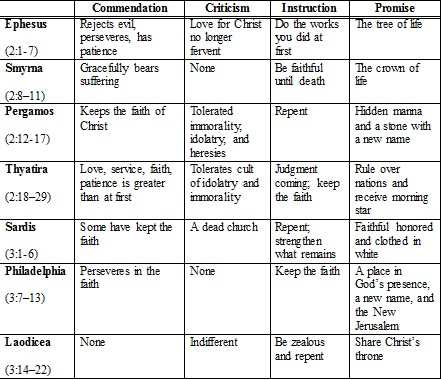 Commendation Criticism Instruction Promise
Ephesus
(2:1-7)
Rejects evil,
perseveres, has
patience
Love for Christ
no longer
fervent
Do the works
you did at
first
The tree of life
Smyrna
(2:8–11)
Gracefully bears
suffering
None
Be faithful
until death
The crown of
life
Pergamos
(2:12-17)
Keeps the faith of
Christ
Tolerated
immorality,
idolatry, and
heresies
Repent
Hidden manna
and a stone with
a new name
Thyatira
(2:18–29)
Love, service, faith,
patience is greater
than at first
Tolerates cult
of idolatry and
immorality
Judgment
coming; keep
the faith
Rule over
nations and
receive morning
star
Sardis
(3:1-6)
Some have kept the
faith
A dead church
Repent;
strengthen
what remains
Faithful honored
and clothed in
white
Philadelphia
(3:7–13)
Perseveres in the
faith
None
Keep the faith
A place in
God’s presence,
a new name, and
the New
Jerusalem
Laodicea
(3:14–22)
None
Indifferent
Be zealous
and repent
Share Christ’s
throne